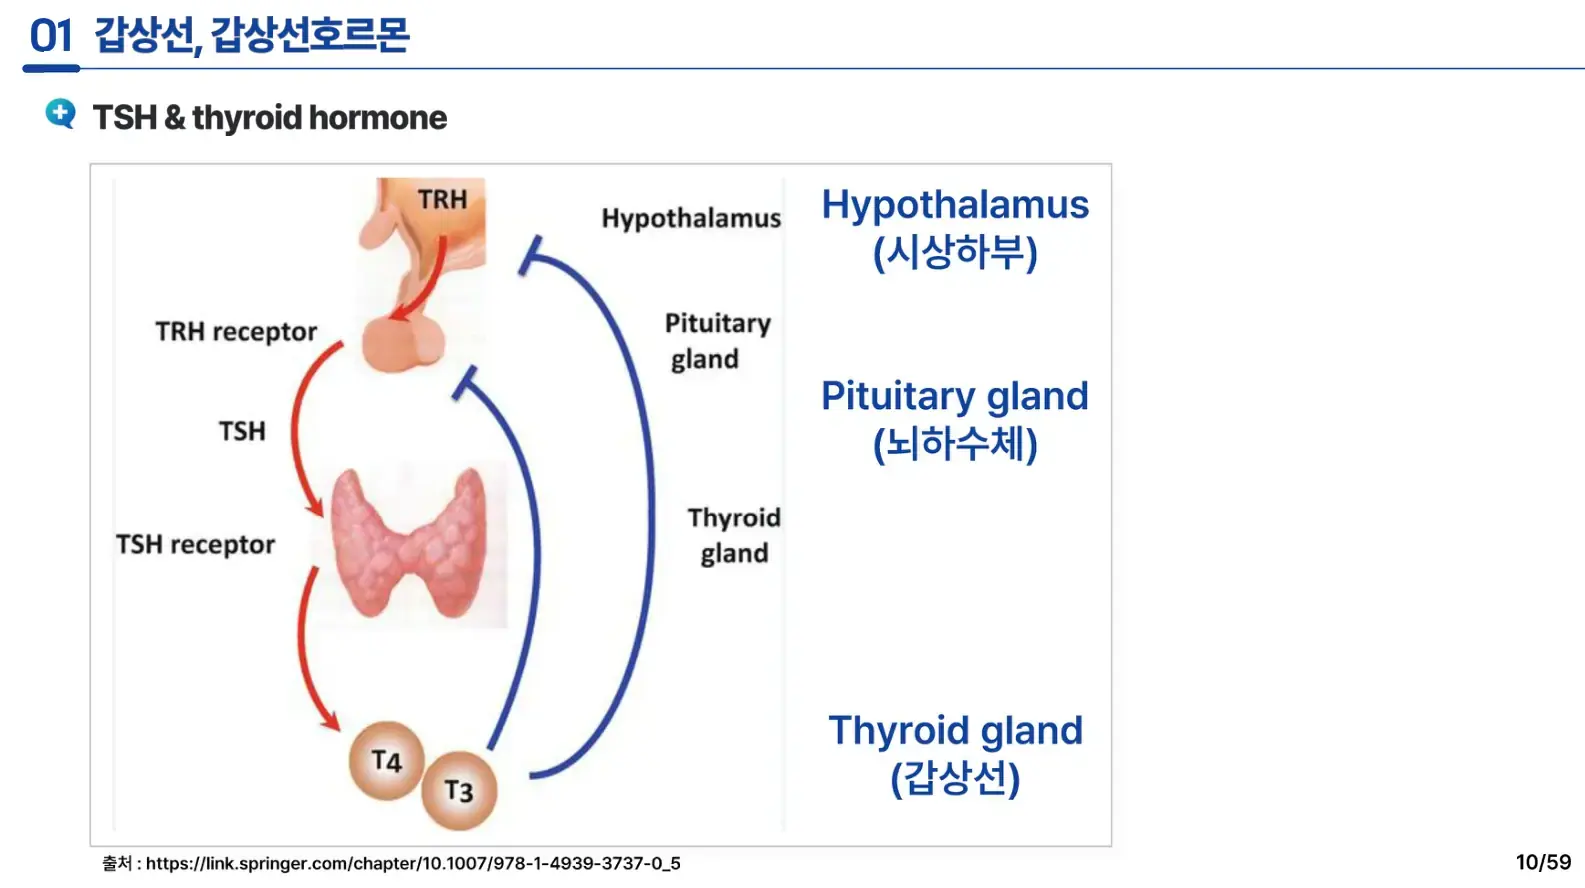 01 갑상선, 갑상선호르몬
TSH & thyroid hormone
TRH
Hypothalamus
TRH receptor
Pituitary
gland
TSH
Thyroid
gland
TSH receptor
T4
T3
Hypothalamus
(시상하부)
Pituitary gland
(뇌하수체)
Thyroid gland
(갑상선)
출처 : https://link.springer.com/chapter/10.1007/978-1-4939-3737-0_5
10/59